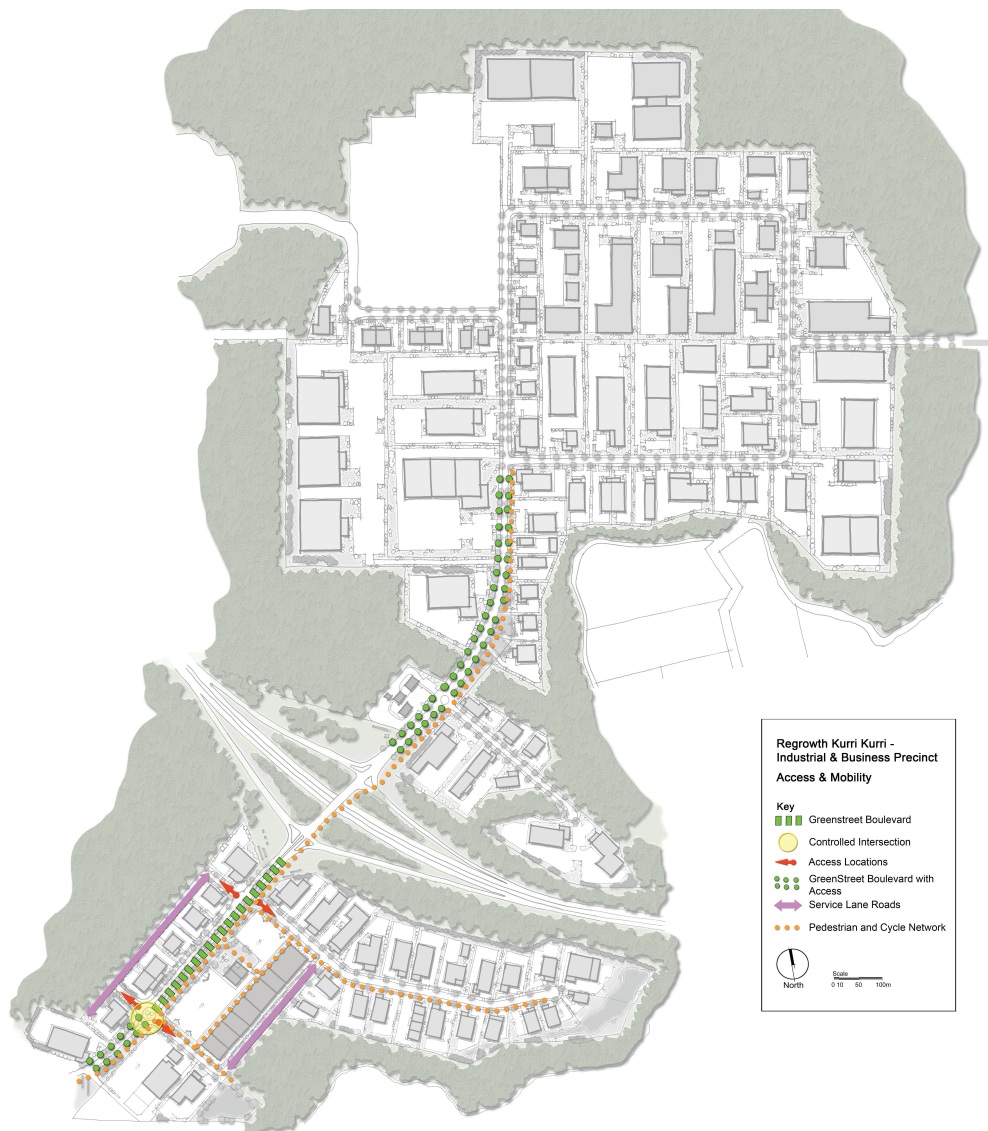 Regrowth Kurri Kurri -
Industrial & Business Precinct
Access & Mobility
Key
Greenstreet Boulevard
Controlled Intersection
Access Locations
GreenStreet Boulevard with
Access
Service Lane Roads
Pedestrian and Cycle Network
North
Scale
0 10 50 100m